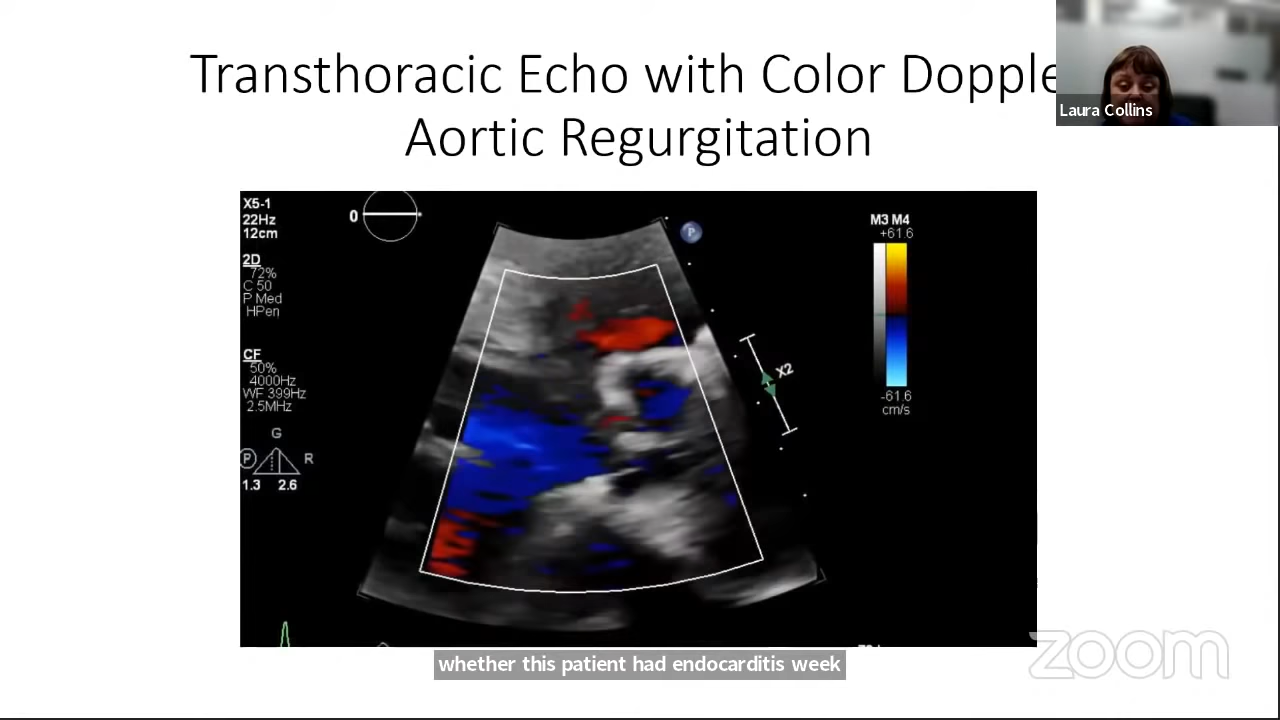 Transthoracic Echo with Color Dopple
Aortic Regurgitation
Laura Collins
X5-1
22Hz
12cm
0
P
M3 M4
+61.6
2D
72%
C 50
P Med
HPen
CF
50%
4000Hz
WF 399Hz
2.5MHz
X2
-61.6
cm/s
G
P R
1.3 2.6
whether this patient had endocarditis week
zoom